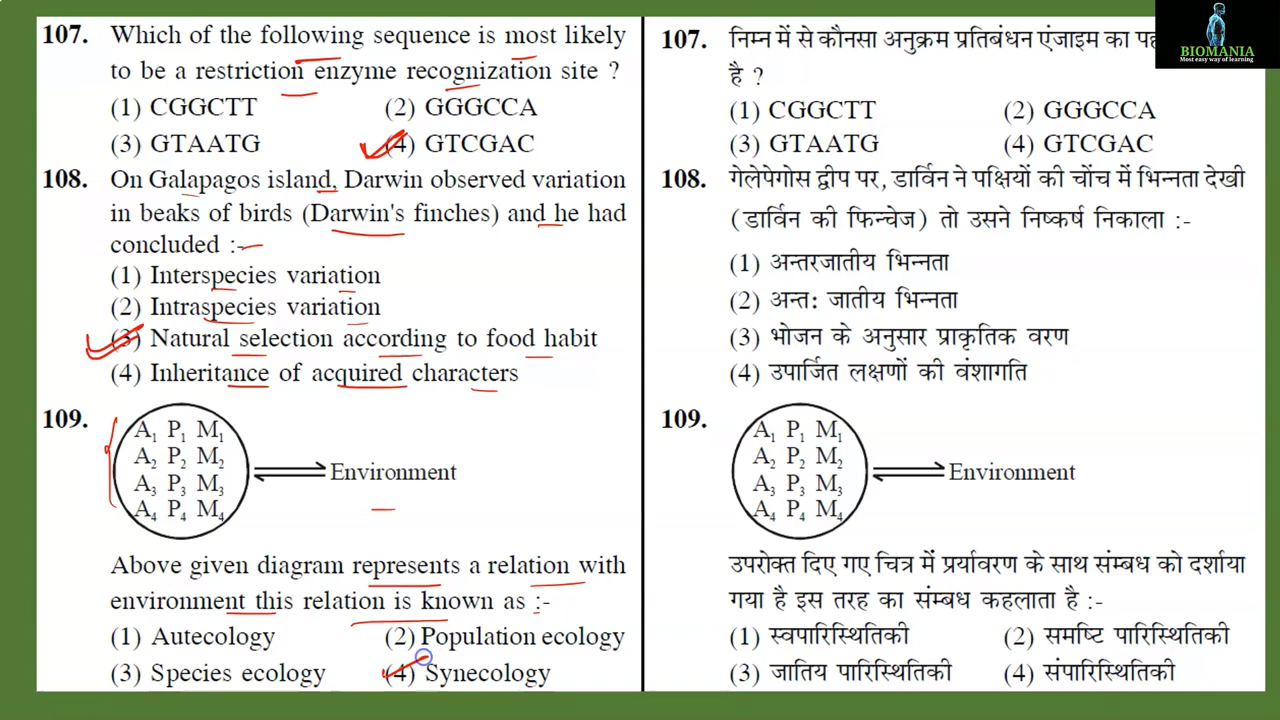 107. Which of the following sequence is most likely
to be a restriction enzyme recognization site ?
(1) CGGCTT (2) GGGCCA
(3) GTAATG (4) GTCGAC
108. On Galapagos island, Darwin observed variation
in beaks of birds (Darwin's finches) and he had
concluded :-
(1) Interspecies variation
(2) Intraspecies variation
(3) Natural selection according to food habit
(4) Inheritance of acquired characters
109.
A₁ P₁ M₁
A₂ P₂ M₂
A₃ P₃ M₃
A₄ P₄ M₄
Environment
Above given diagram represents a relation with
environment this relation is known as :-
(1) Autecology (2) Population ecology
(3) Species ecology (4) Synecology
107. निम्न में से कौनसा अनुक्रम प्रतिबंधन एंजाइम का
है ?
(1) CGGCTT (2) GGGCCA
(3) GTAATG (4) GTCGAC
108. गेलेपेगोस द्वीप पर, डार्विन ने पक्षियों की चोंच में भिन्नता देखी
(डार्विन की फिन्चेज) तो उसने निष्कर्ष निकाला :-
(1) अन्तरजातीय भिन्नता
(2) अन्तः जातीय भिन्नता
(3) भोजन के अनुसार प्राकृतिक वरण
(4) उपार्जित लक्षणों की वंशागति
109.
A₁ P₁ M₁
A₂ P₂ M₂
A₃ P₃ M₃
A₄ P₄ M₄
Environment
उपरोक्त दिए गए चित्र में प्रर्यावरण के साथ संम्बध को दर्शाया
गया है इस तरह का संम्बध कहलाता है :-
(1) स्वपारिस्थितिकी (2) समष्टि पारिस्थितिकी
(3) जातिय पारिस्थितिकी (4) संपारिस्थितिकी
BIOMANIA
Most easy way of learning